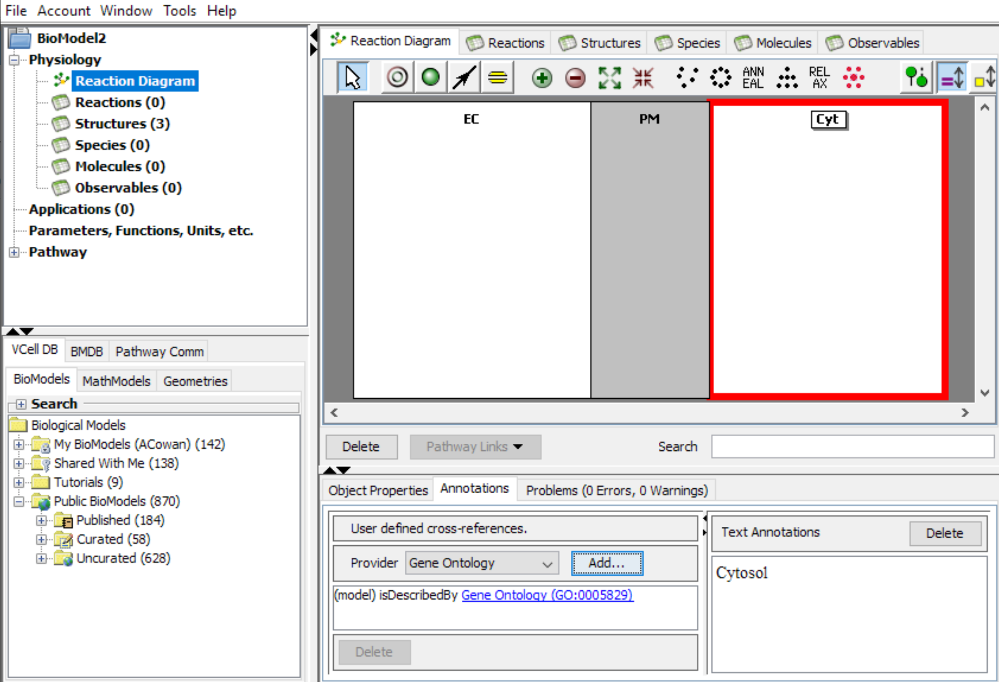 File Account Window Tools Help
BioModel2
Physiology
Reaction Diagram
Reactions (0)
Structures (3)
Species (0)
Molecules (0)
Observables (0)
Applications (0)
Parameters, Functions, Units, etc.
Pathway
VCell DB BMDB Pathway Comm
BioModels MathModels Geometries
Search
Biological Models
My BioModels (ACowan) (142)
Shared With Me (138)
Tutorials (9)
Public BioModels (870)
Published (184)
Curated (58)
Uncurated (628)
Reaction Diagram Reactions Structures Species Molecules Observables
ANN
EAL
REL
AX
EC PM Cyt
Delete Pathway Links Search
Object Properties Annotations Problems (0 Errors, 0 Warnings)
User defined cross-references.
Provider Gene Ontology Add...
(model) isDescribedBy Gene Ontology (GO:0005829)
Delete
Text Annotations Delete
Cytosol